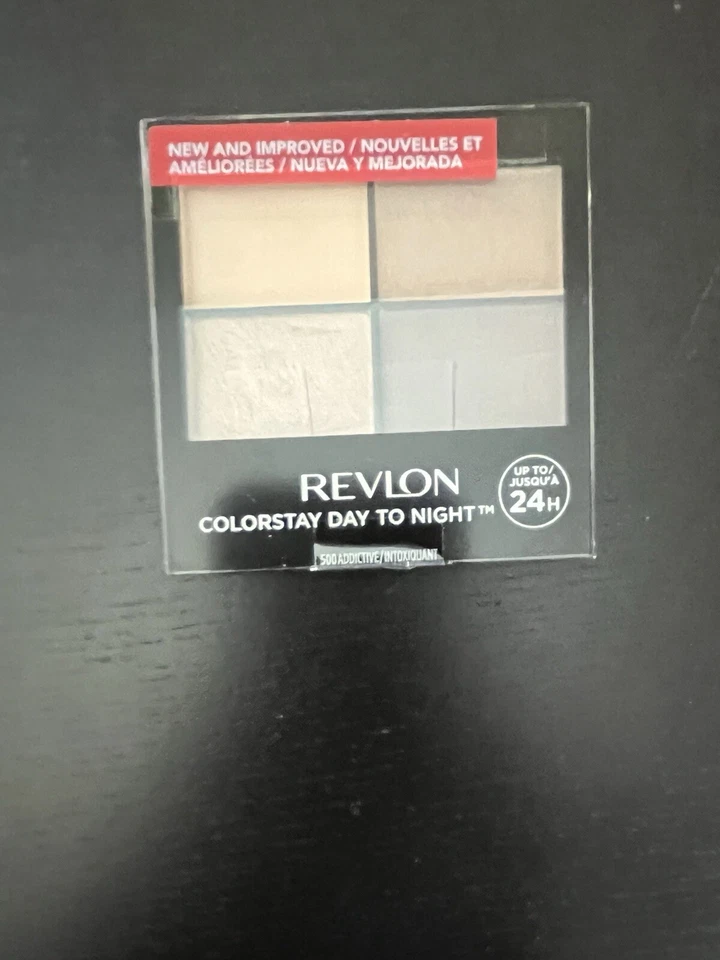 NEW AND IMPROVED / NOUVELLES ET
AMÉLIORÉES / NUEVA Y MEJORADA
REVLON
COLORSTAY DAY TO NIGHT™
UP TO/
JUSQU'À
24H
500 ADDICTIVE/INTOXIQUANT